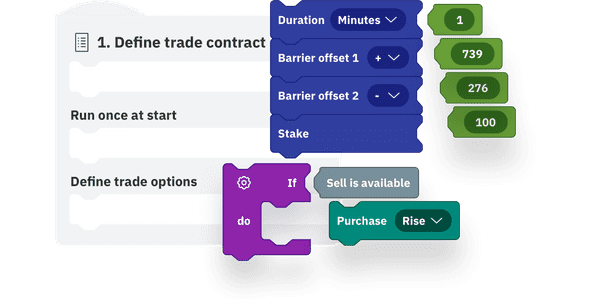 Duration Minutes 1
1. Define trade contract
Barrier offset 1 + 739
Barrier offset 2 - 276
Run once at start
Stake 100
Define trade options
If Sell is available
do Purchase Rise